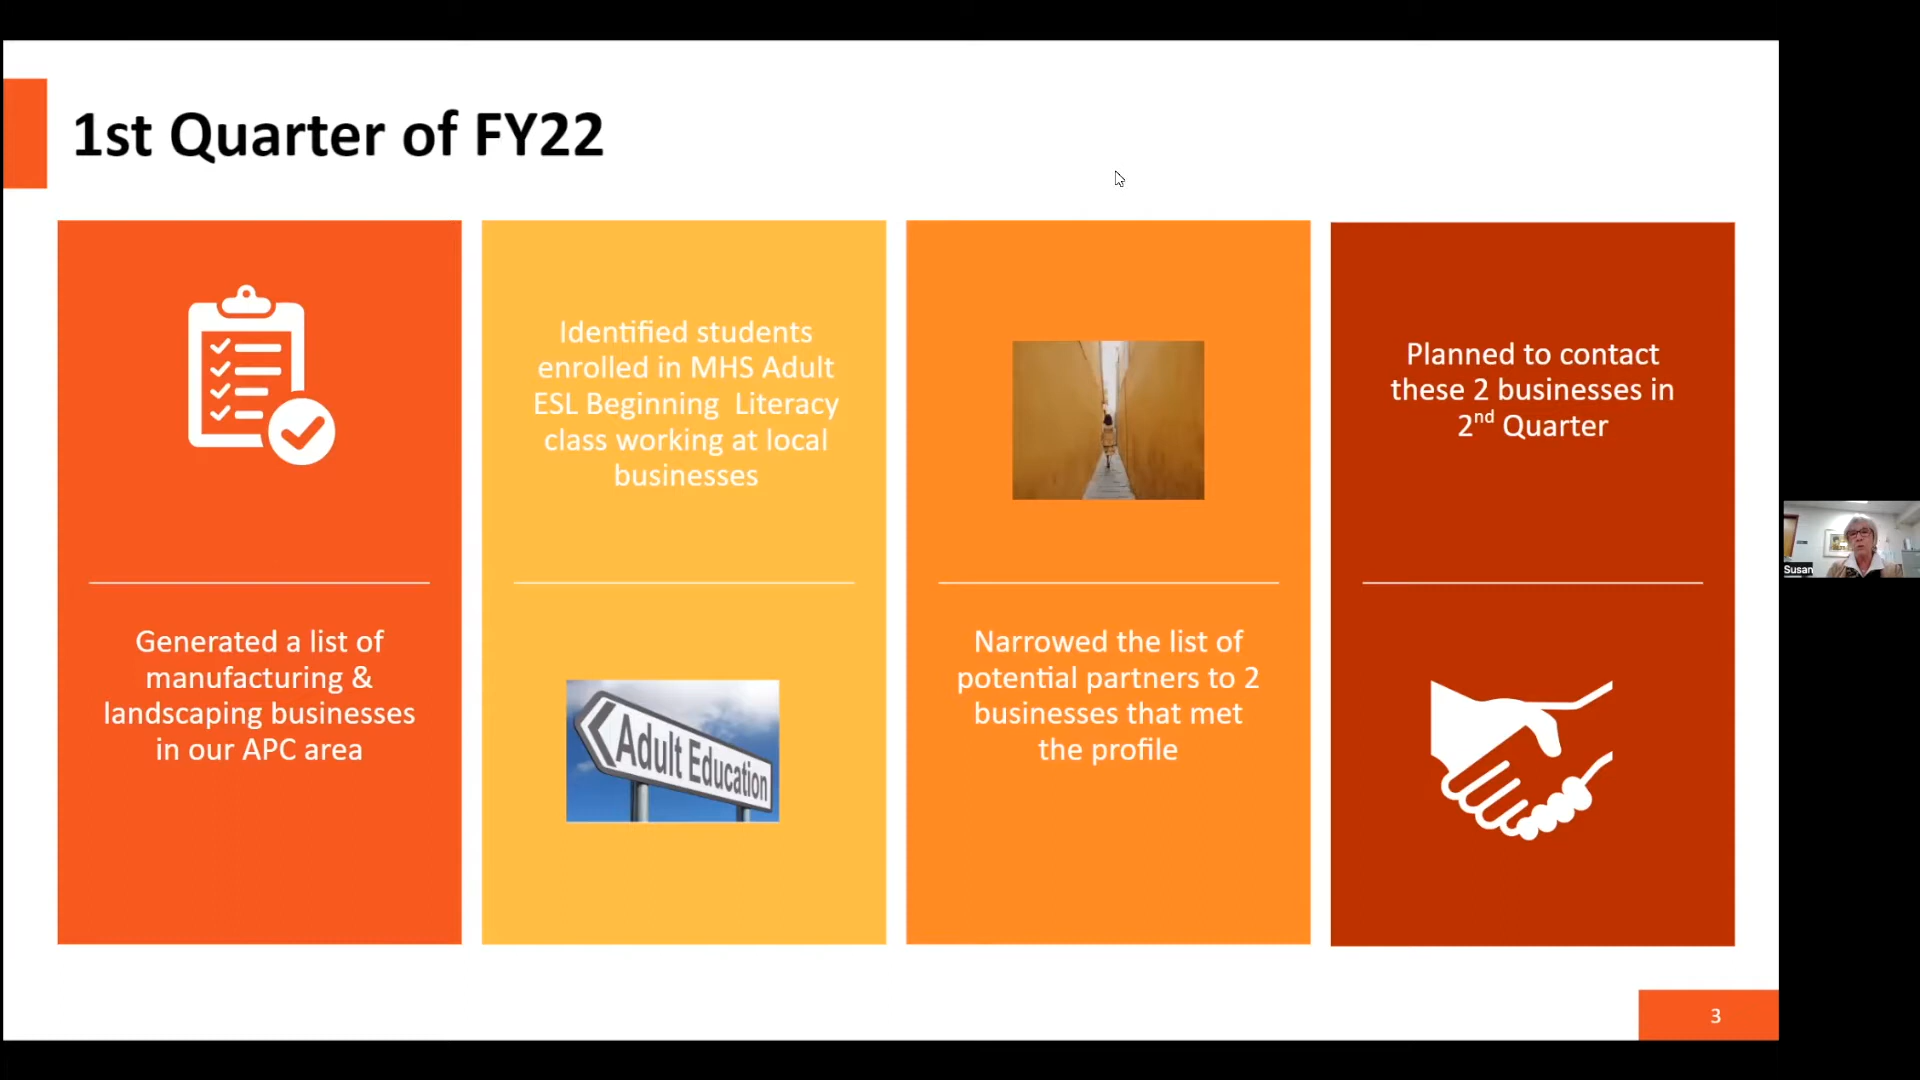 1st Quarter of FY22
Generated a list of
manufacturing &
landscaping businesses
in our APC area
Identified students
enrolled in MHS Adult
ESL Beginning  Literacy
class working at local
businesses
Adult Education
Narrowed the list of
potential partners to 2
businesses that met
the profile
Planned to contact
these 2 businesses in
2nd Quarter
Susan
3